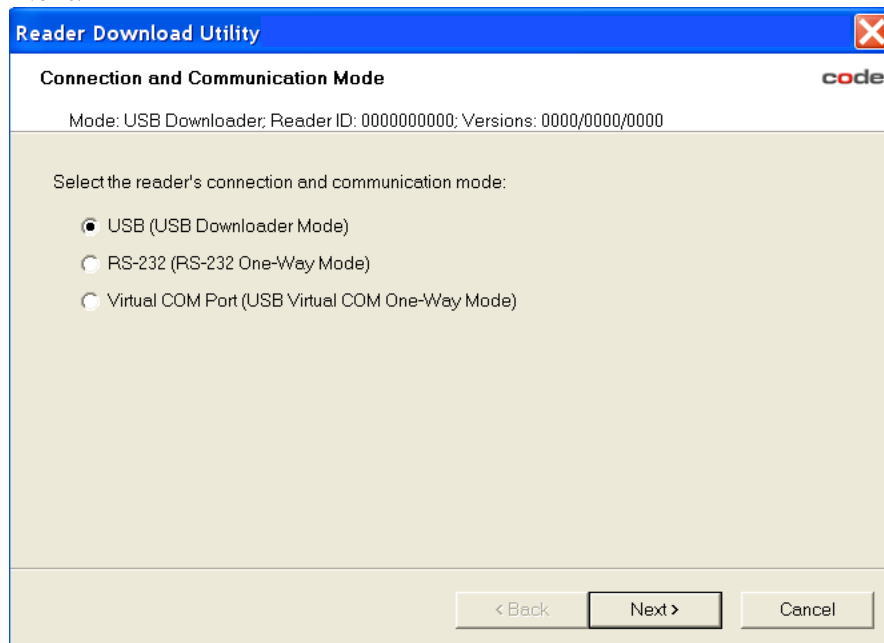 Reader Download Utility
Connection and Communication Mode
code
Mode: USB Downloader; Reader ID: 0000000000; Versions: 0000/0000/0000
Select the reader's connection and communication mode:
USB (USB Downloader Mode)
RS-232 (RS-232 One-Way Mode)
Virtual COM Port (USB Virtual COM One-Way Mode)
< Back Next > Cancel